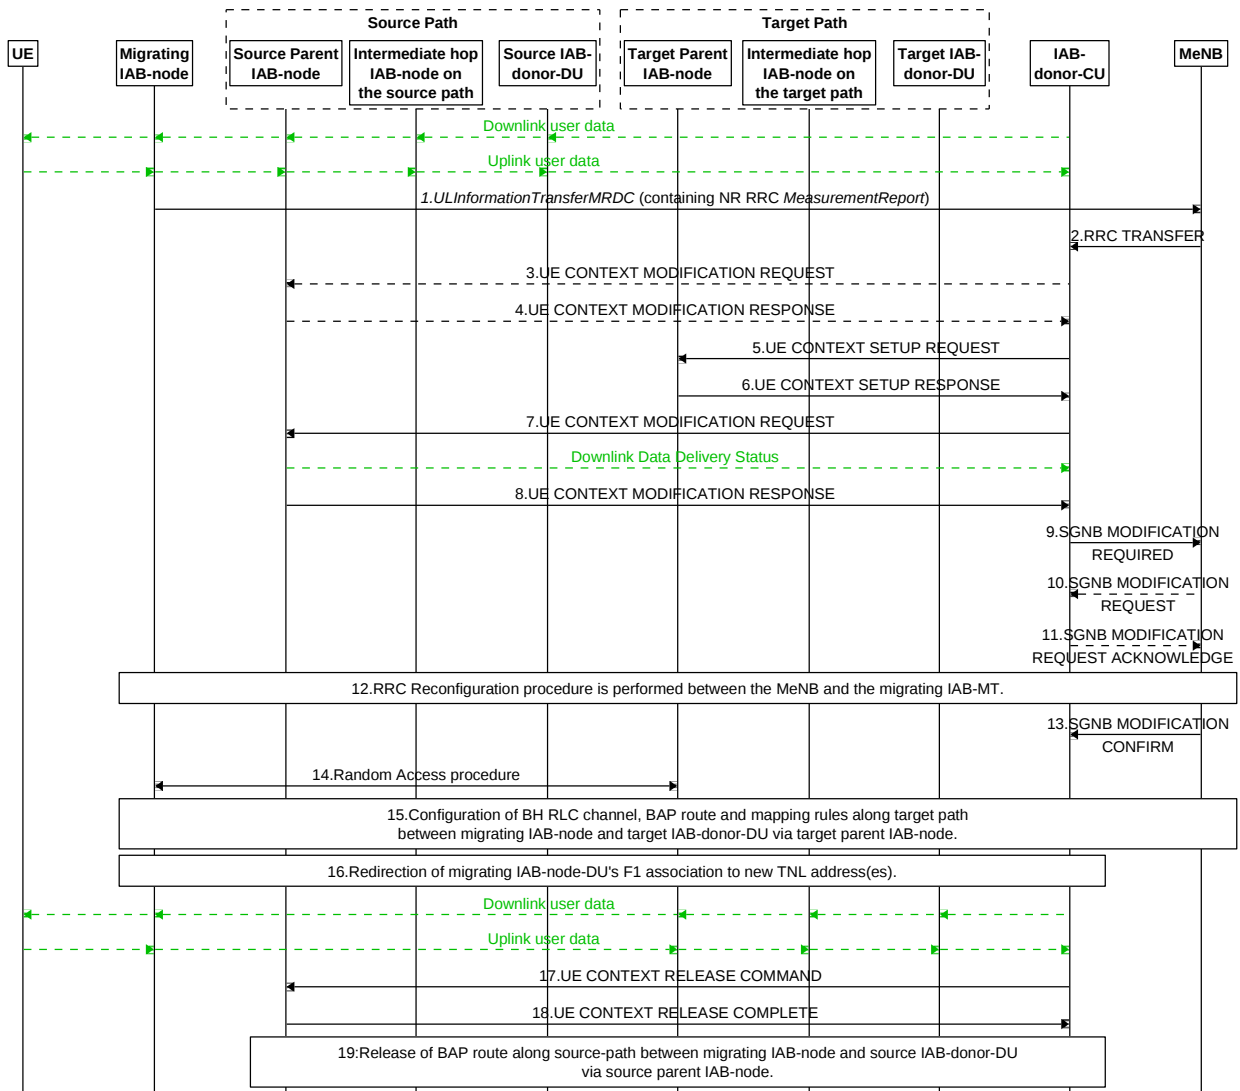 Source Path
Target Path
UE
Migrating
IAB-node
Source Parent
IAB-node
Intermediate hop
IAB-node on
the source path
Source IAB-
donor-DU
Target Parent
IAB-node
Intermediate hop
IAB-node on
the target path
Target IAB-
donor-DU
IAB-
donor-CU
MeNB
Downlink user data
Uplink user data
1.ULInformationTransferMRDC (containing NR RRC MeasurementReport)
2.RRC TRANSFER
3.UE CONTEXT MODIFICATION REQUEST
4.UE CONTEXT MODIFICATION RESPONSE
5.UE CONTEXT SETUP REQUEST
6.UE CONTEXT SETUP RESPONSE
7.UE CONTEXT MODIFICATION REQUEST
Downlink Data Delivery Status
8.UE CONTEXT MODIFICATION RESPONSE
9.SGNB MODIFICATION
REQUIRED
10.SGNB MODIFICATION
REQUEST
11.SGNB MODIFICATION
REQUEST ACKNOWLEDGE
12.RRC Reconfiguration procedure is performed between the MeNB and the migrating IAB-MT.
13.SGNB MODIFICATION
CONFIRM
14.Random Access procedure
15.Configuration of BH RLC channel, BAP route and mapping rules along target path
between migrating IAB-node and target IAB-donor-DU via target parent IAB-node.
16.Redirection of migrating IAB-node-DU's F1 association to new TNL address(es).
Downlink user data
Uplink user data
17.UE CONTEXT RELEASE COMMAND
18.UE CONTEXT RELEASE COMPLETE
19:Release of BAP route along source-path between migrating IAB-node and source IAB-donor-DU
via source parent IAB-node.